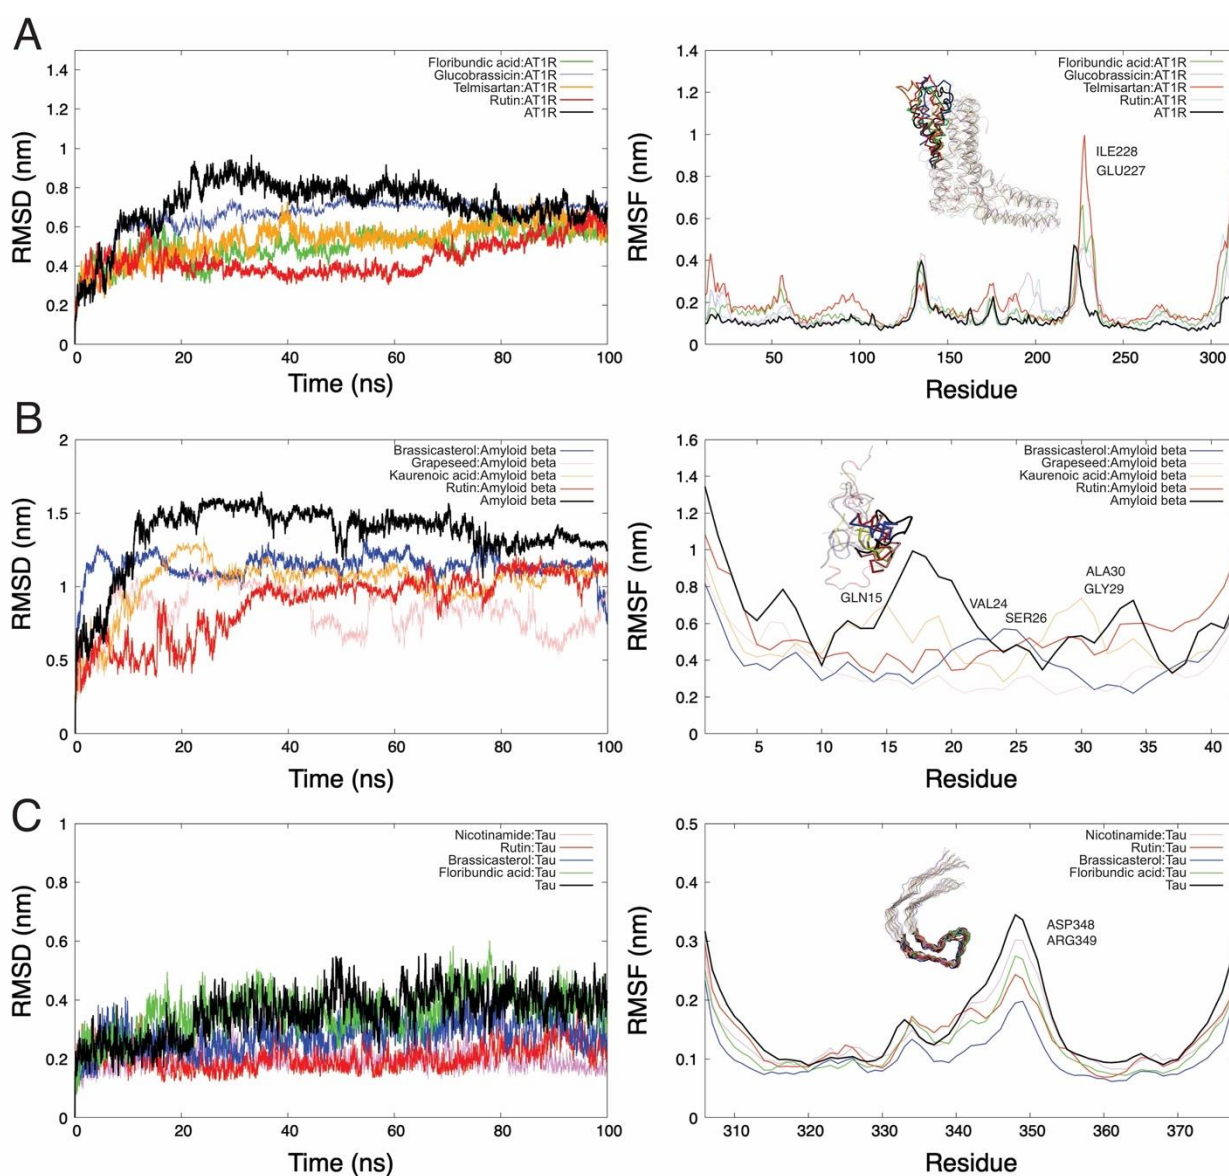 A
RMSD (nm)
1.4
1.2
1
0.8
0.6
0.4
0.2
0
0
20
40
60
80
100
Time (ns)
Floribundic acid:AT1R
Glucobrassicin:AT1R
Telmisartan:AT1R
Rutin:AT1R
AT1R
RMSF (nm)
1.4
1.2
1
0.8
0.6
0.4
0.2
0
50
100
150
200
250
300
Residue
Floribundic acid:AT1R
Glucobrassicin:AT1R
Telmisartan:AT1R
Rutin:AT1R
AT1R
ILE228
GLU227
B
RMSD (nm)
2
1.5
1
0.5
0
0
20
40
60
80
100
Time (ns)
Brassicasterol:Amyloid beta
Grapeseed:Amyloid beta
Kaurenoic acid:Amyloid beta
Rutin:Amyloid beta
Amyloid beta
RMSF (nm)
1.6
1.4
1.2
1
0.8
0.6
0.4
0.2
0
5
10
15
20
25
30
35
40
Residue
Brassicasterol:Amyloid beta
Grapeseed:Amyloid beta
Kaurenoic acid:Amyloid beta
Rutin:Amyloid beta
Amyloid beta
GLN15
VAL24
SER26
ALA30
GLY29
C
RMSD (nm)
1
0.8
0.6
0.4
0.2
0
0
20
40
60
80
100
Time (ns)
Nicotinamide:Tau
Rutin:Tau
Brassicasterol:Tau
Floribundic acid:Tau
Tau
RMSF (nm)
0.5
0.4
0.3
0.2
0.1
0
310
320
330
340
350
360
370
Residue
Nicotinamide:Tau
Rutin:Tau
Brassicasterol:Tau
Floribundic acid:Tau
Tau
ASP348
ARG349